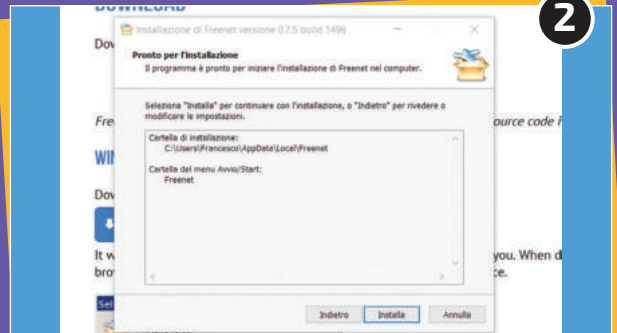 DOWNLOAD
2
Installazione di Freenet versione 0.7.5 build 1496
Dov
Pronto per l'installazione
Il programma è pronto per iniziare l'installazione di Freenet nel computer.
Seleziona "Installa" per continuare con l'installazione, o "Indietro" per rivedere o
modificare le impostazioni.
Fre
ource code i
Cartella di installazione:
C:\Users\Francesco\AppData\Local\Freenet
WIN
Cartella del menu Avvio/Start:
Freenet
Dov
It w
you. When d
bro
ce.
Sel
Indietro Installa Annulla